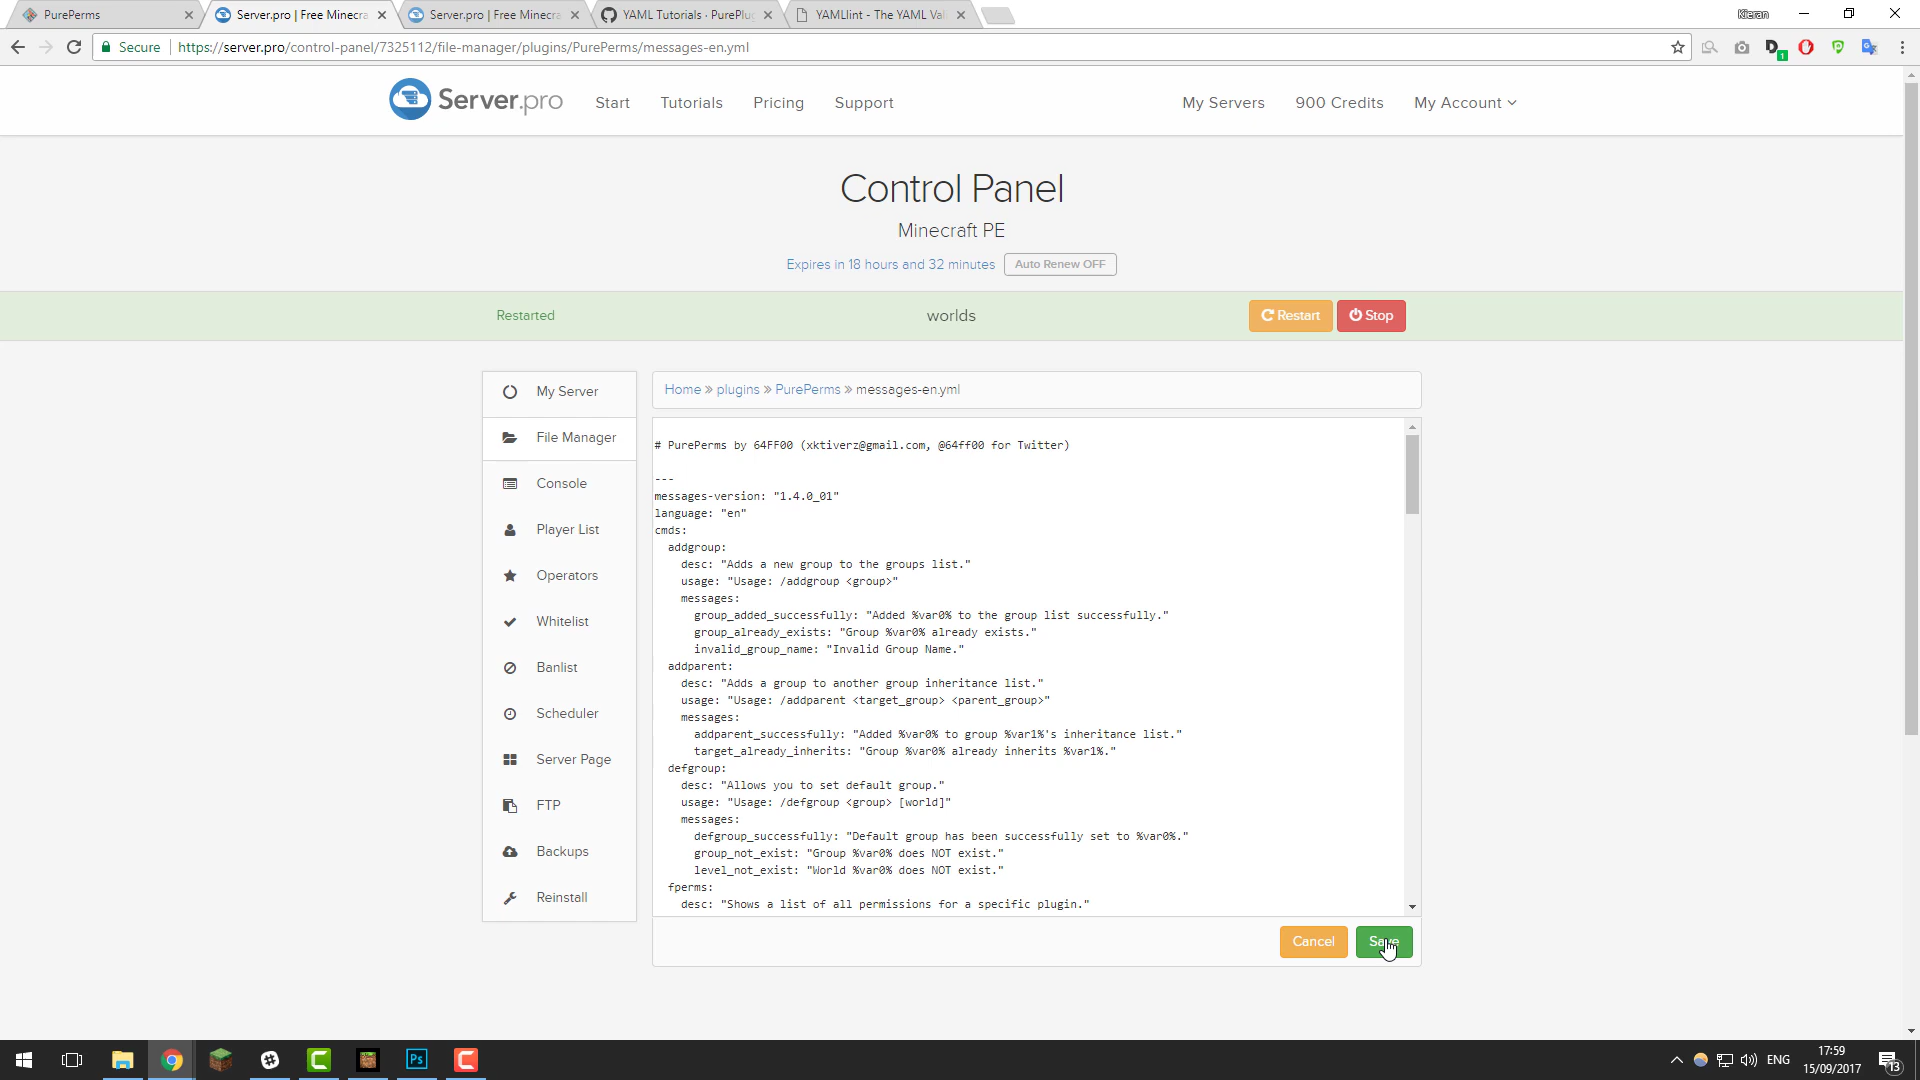 PurePerms
Server.pro | Free Minecra
Server.pro | Free Minecra
YAML Tutorials · PurePlug
YAMLlint - The YAML Val
Kieran
Secure
https://server.pro/control-panel/7325112/file-manager/plugins/PurePerms/messages-en.yml
Server.pro
Start
Tutorials
Pricing
Support
My Servers
900 Credits
My Account
Control Panel
Minecraft PE
Expires in 18 hours and 32 minutes
Auto Renew OFF
Restarted
worlds
Restart
Stop
My Server
File Manager
Console
Player List
Operators
Whitelist
Banlist
Scheduler
Server Page
FTP
Backups
Reinstall
Home » plugins » PurePerms » messages-en.yml
# PurePerms by 64FF00 (xktiverz@gmail.com, @64ff00 for Twitter)
---
messages-version: "1.4.0_01"
language: "en"
cmds:
addgroup:
desc: "Adds a new group to the groups list."
usage: "Usage: /addgroup <group>"
messages:
group_added_successfully: "Added %var0% to the group list successfully."
group_already_exists: "Group %var0% already exists."
invalid_group_name: "Invalid Group Name."
addparent:
desc: "Adds a group to another group inheritance list."
usage: "Usage: /addparent <target_group> <parent_group>"
messages:
addparent_successfully: "Added %var0% to group %var1%'s inheritance list."
target_already_inherits: "Group %var0% already inherits %var1%."
defgroup:
desc: "Allows you to set default group."
usage: "Usage: /defgroup <group> [world]"
messages:
defgroup_successfully: "Default group has been successfully set to %var0%."
group_not_exist: "Group %var0% does NOT exist."
level_not_exist: "World %var0% does NOT exist."
fperms:
desc: "Shows a list of all permissions for a specific plugin."
Cancel
Save
Ps
ENG
17:59
15/09/2017
13